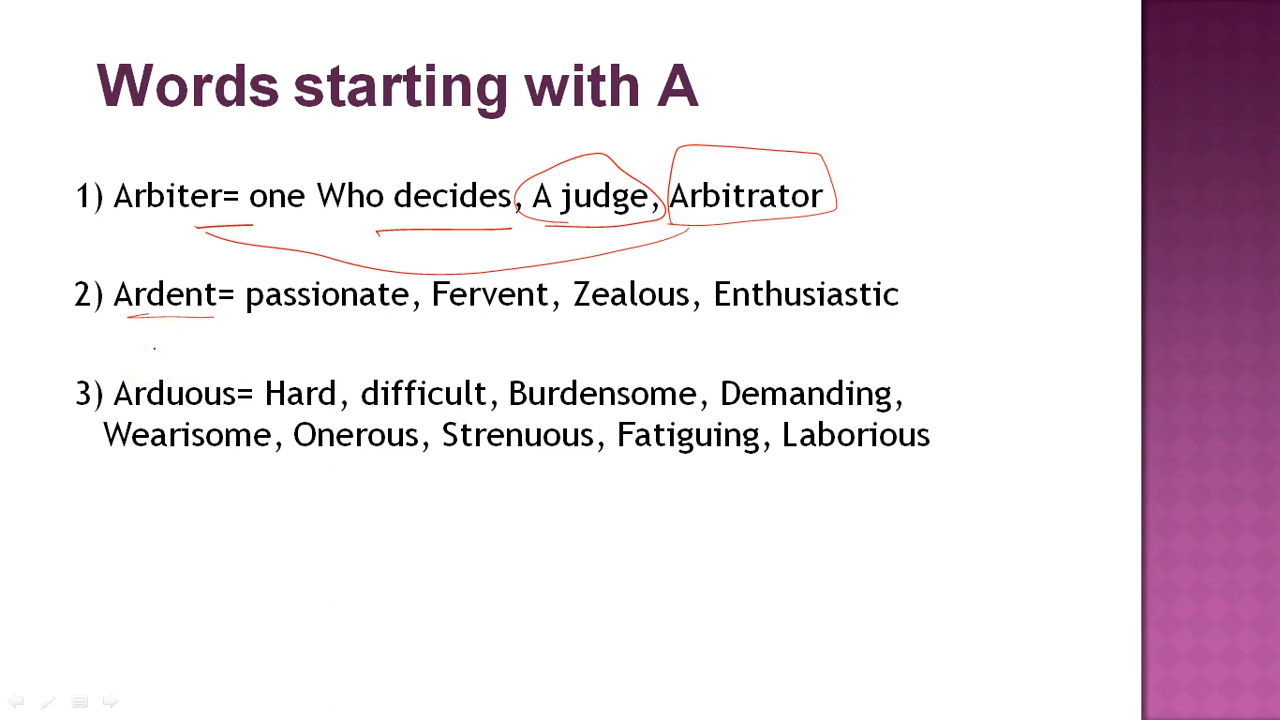 Words starting with A
1) Arbiter= one Who decides, A judge, Arbitrator
2) Ardent= passionate, Fervent, Zealous, Enthusiastic
3) Arduous= Hard, difficult, Burdensome, Demanding,
Wearisome, Onerous, Strenuous, Fatiguing, Laborious